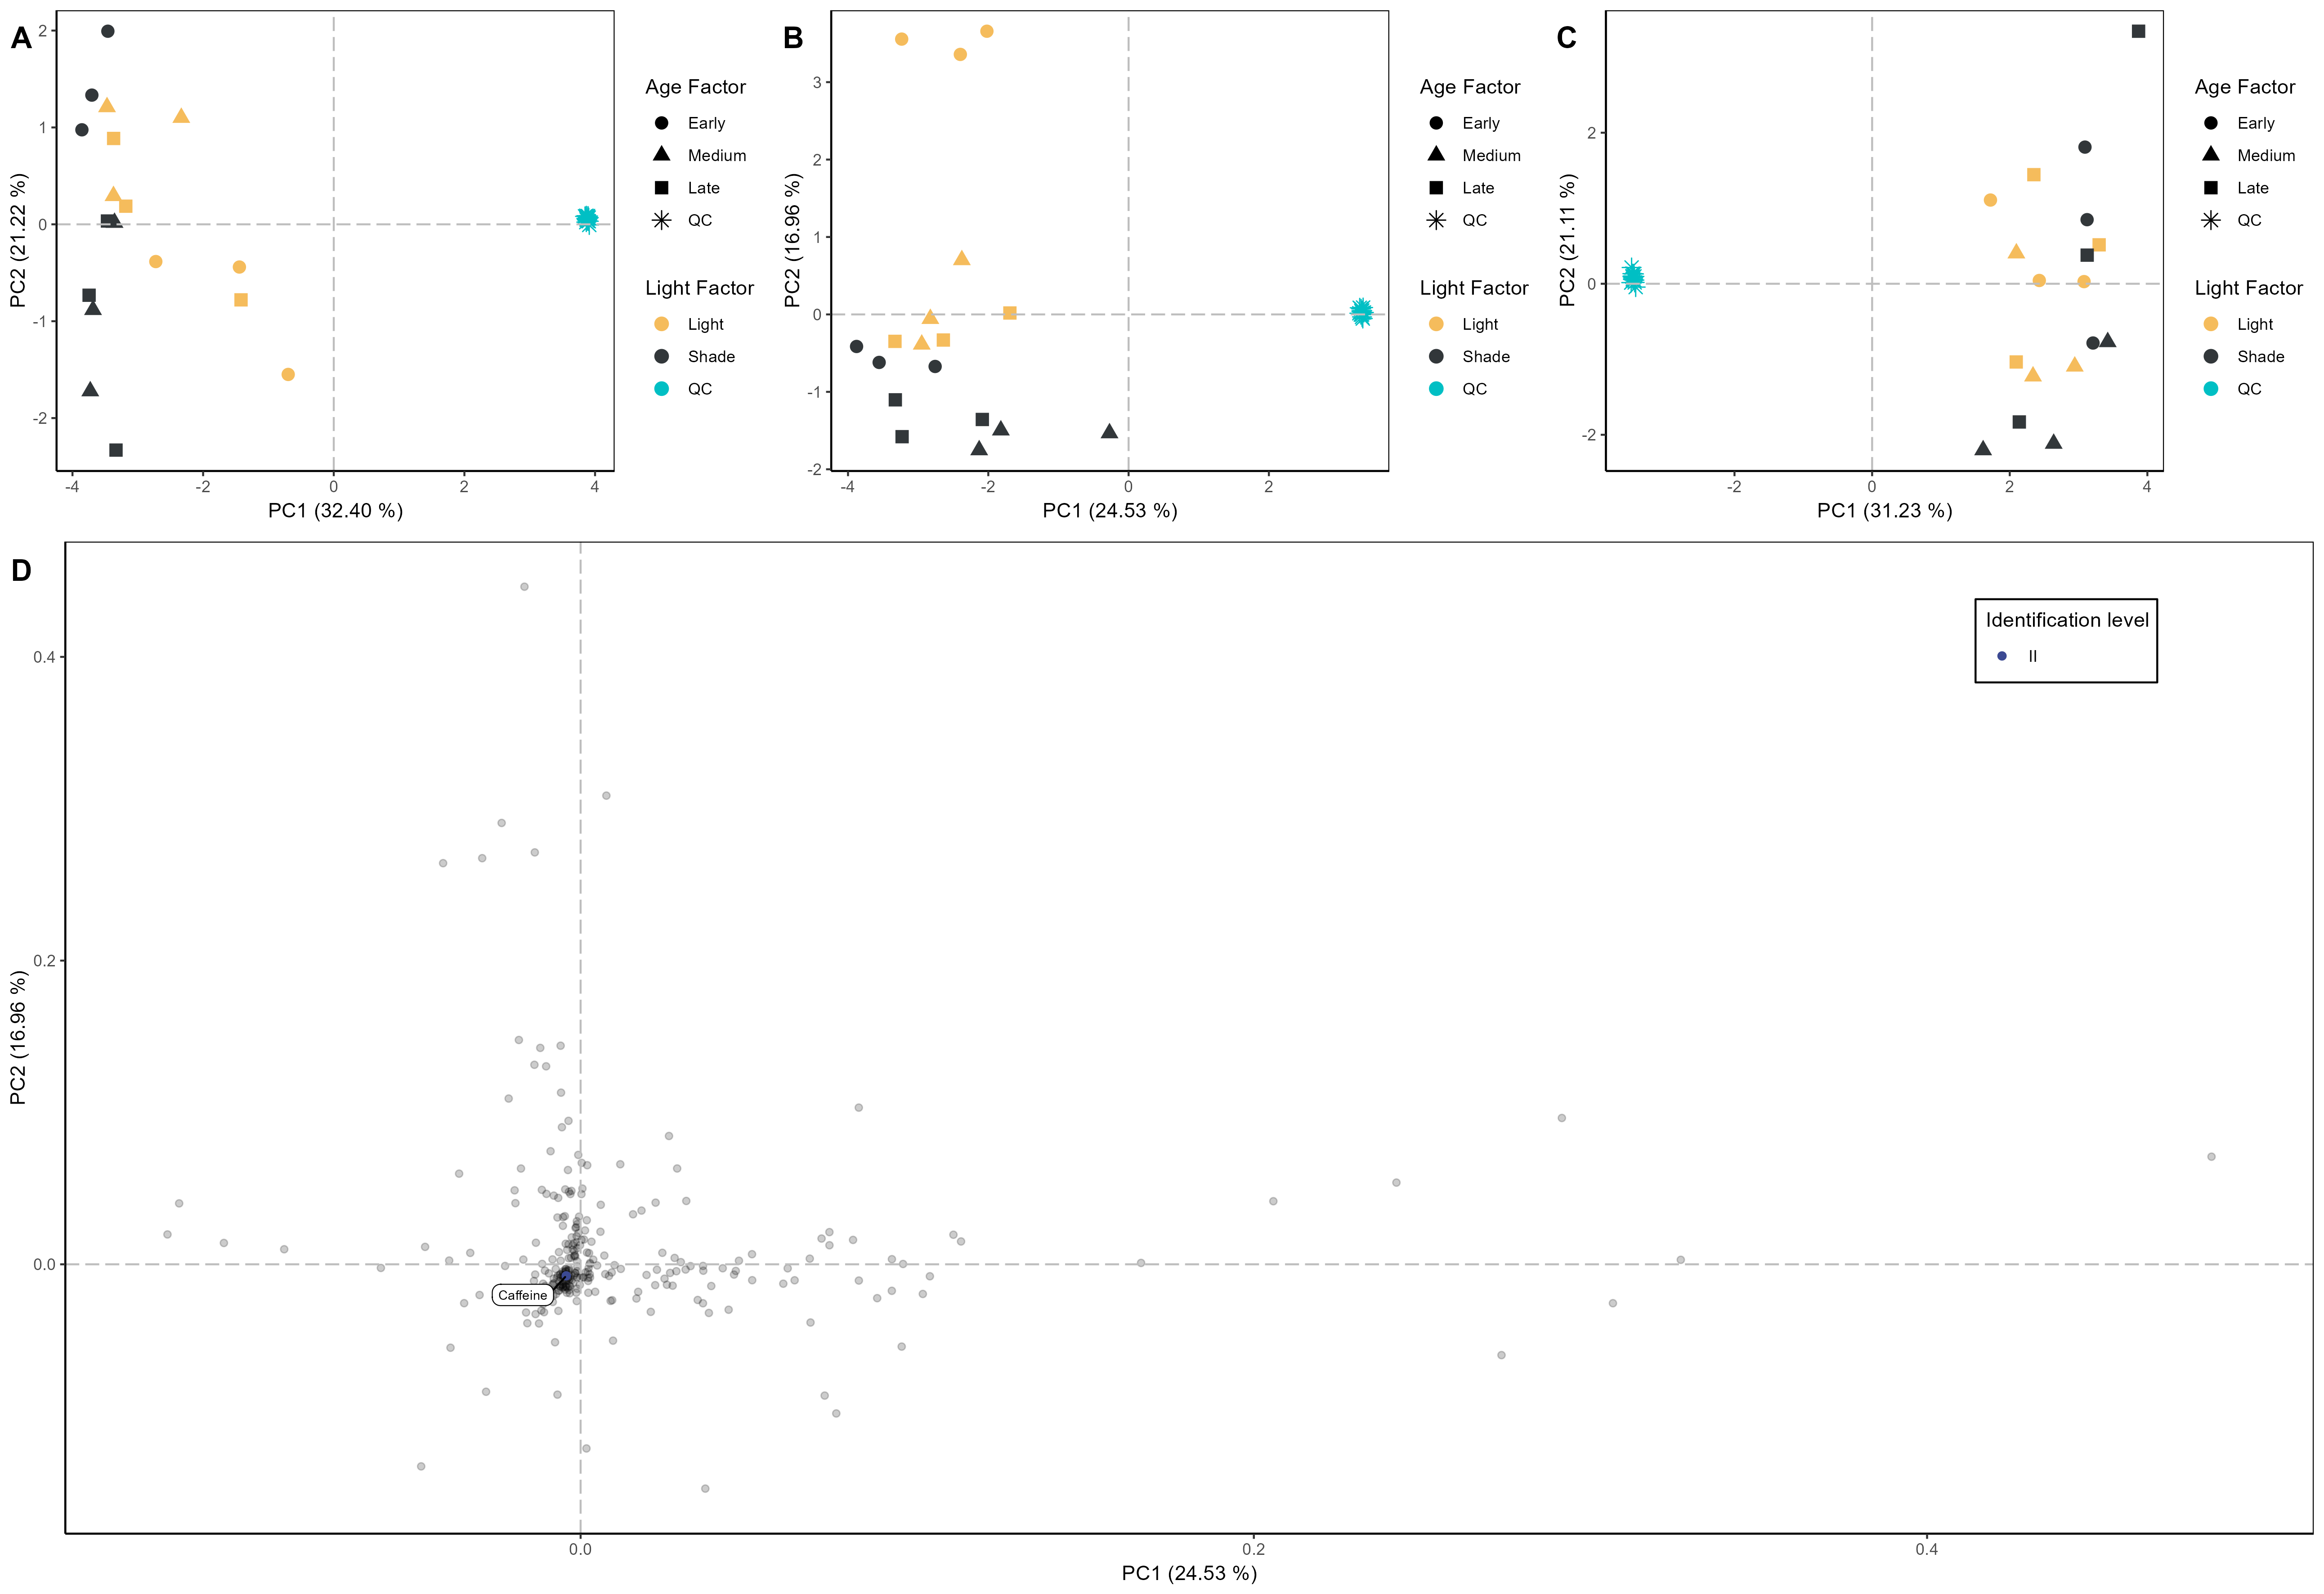 A
2
1
0
-1
-2
PC2 (21.22 %)
-4
-2
0
2
4
PC1 (32.40 %)
Age Factor
Early
Medium
Late
QC
Light Factor
Light
Shade
QC
B
3
2
1
0
-1
-2
PC2 (16.96 %)
-4
-2
0
2
PC1 (24.53 %)
Age Factor
Early
Medium
Late
QC
Light Factor
Light
Shade
QC
C
2
0
-2
PC2 (21.11 %)
-2
0
2
4
PC1 (31.23 %)
Age Factor
Early
Medium
Late
QC
Light Factor
Light
Shade
QC
D
Identification level
II
0.4
0.2
0.0
PC2 (16.96 %)
Caffeine
0.0
0.2
0.4
PC1 (24.53 %)